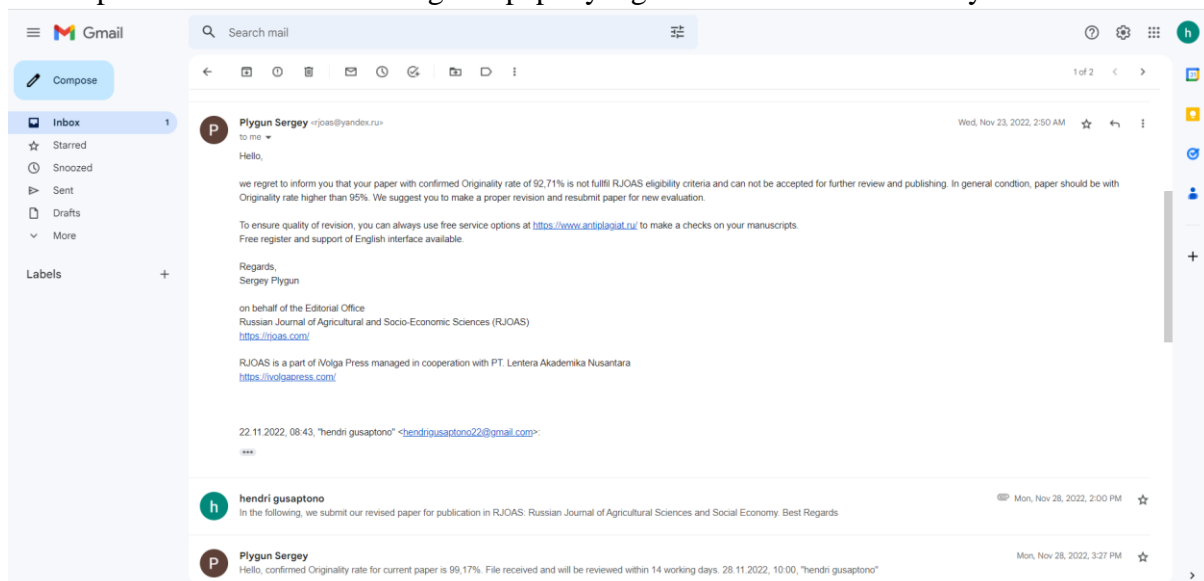 Gmail
Search mail
Compose
1 of 2
Inbox 1
Starred
Snoozed
Sent
Drafts
More
Labels
P
Plygun Sergey <rjoas@yandex.ru>
Wed, Nov 23, 2022, 2:50 AM
to me
Hello,
we regret to inform you that your paper with confirmed Originality rate of 92,71% is not fullfil RJOAS eligibility criteria and can not be accepted for further review and publishing. In general condtion, paper should be with
Originality rate higher than 95%. We suggest you to make a proper revision and resubmit paper for new evaluation.
To ensure quality of revision, you can always use free service options at https://www.antiplagiat.ru/ to make a checks on your manuscripts.
Free register and support of English interface available.
Regards,
Sergey Plygun
on behalf of the Editorial Office
Russian Journal of Agricultural and Socio-Economic Sciences (RJOAS)
https://rjoas.com/
RJOAS is a part of iVolga Press managed in cooperation with PT. Lentera Akademika Nusantara
https://ivolgapress.com/
22.11.2022, 08:43, "hendri gusaptono" <hendrigusaptono22@gmail.com>:
h
hendri gusaptono
Mon, Nov 28, 2022, 2:00 PM
In the following, we submit our revised paper for publication in RJOAS: Russian Journal of Agricultural Sciences and Social Economy. Best Regards
P
Plygun Sergey
Mon, Nov 28, 2022, 3:27 PM
Hello, confirmed Originality rate for current paper is 99,17%. File received and will be reviewed within 14 working days. 28.11.2022, 10:00, "hendri gusaptono"
h